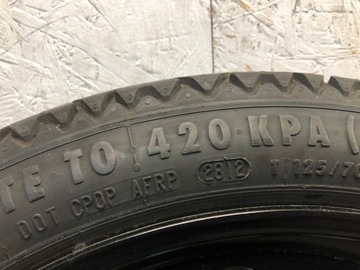 TE TO 420 KPA (
DOT CPOP AFRP 2812 T125/70